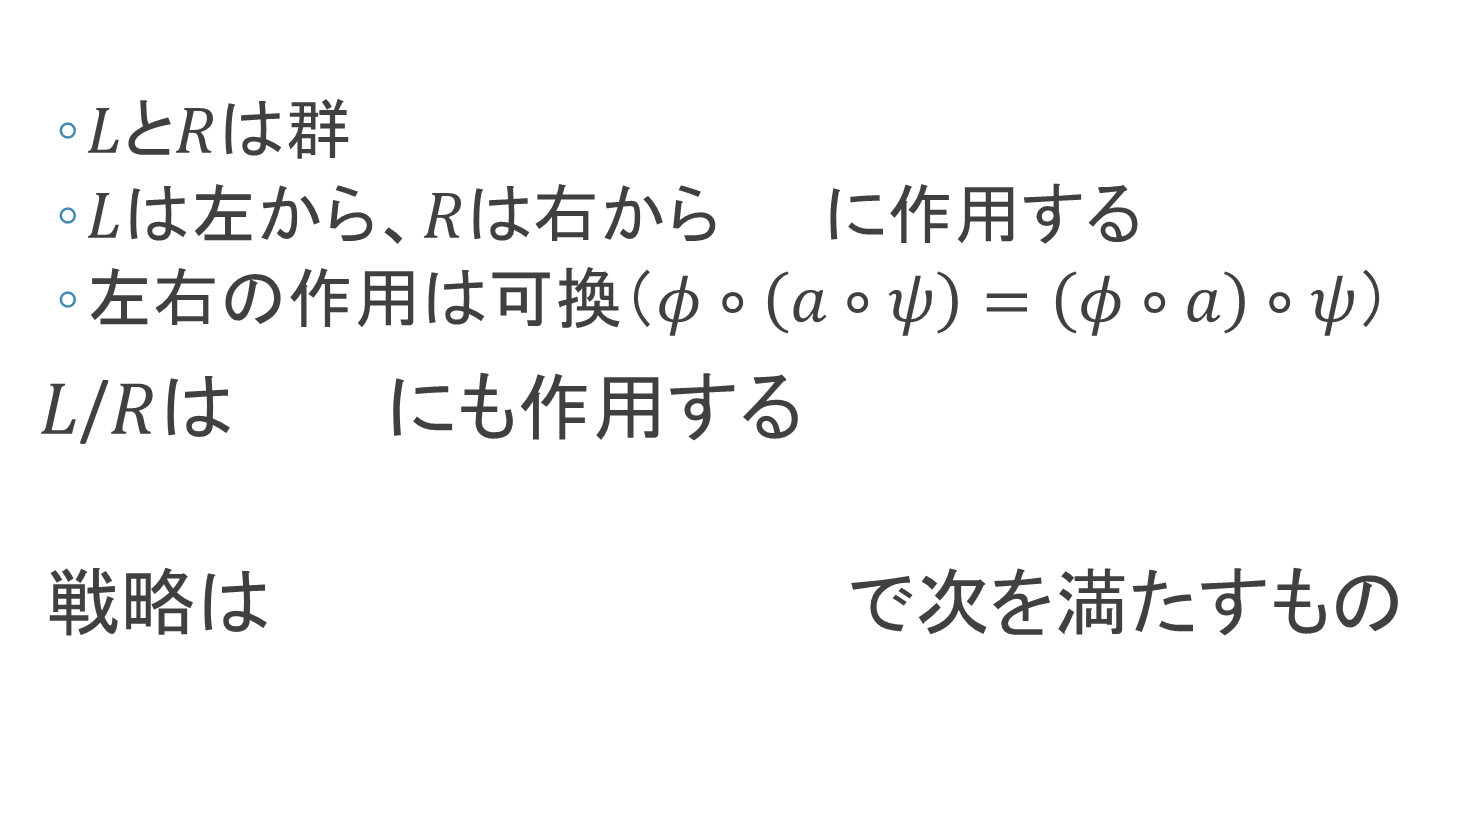 ◦LとRは群
◦Lは左から、Rは右から に作用する
◦左右の作用は可換（ϕ∘(a∘ψ)=(ϕ∘a)∘ψ）
L/Rは にも作用する
戦略は で次を満たすもの